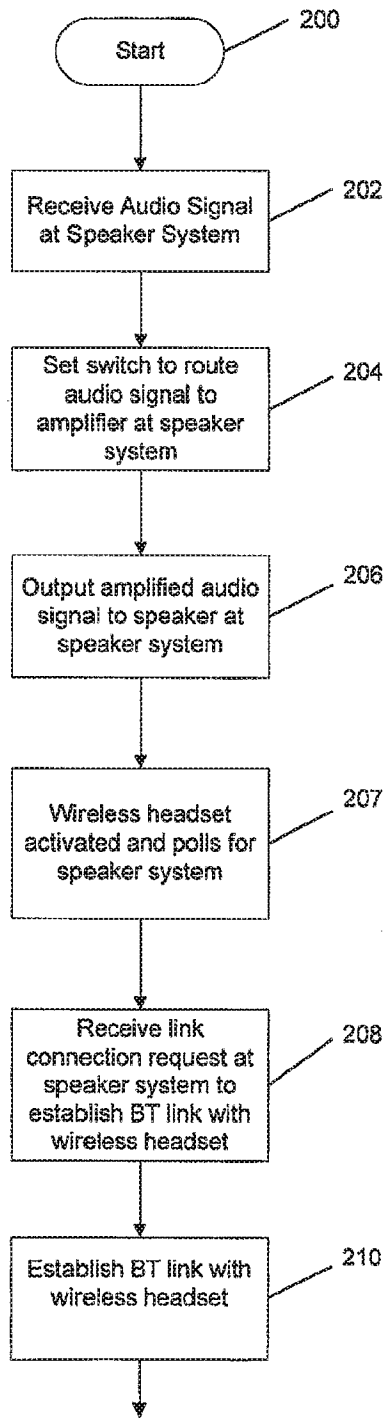 Start
200
Receive Audio Signal
at Speaker System
202
Set switch to route
audio signal to
amplifier at speaker
system
204
Output amplified audio
signal to speaker at
speaker system
206
Wireless headset
activated and polls for
speaker system
207
Receive link
connection request at
speaker system to
establish BT link with
wireless headset
208
Establish BT link with
wireless headset
210